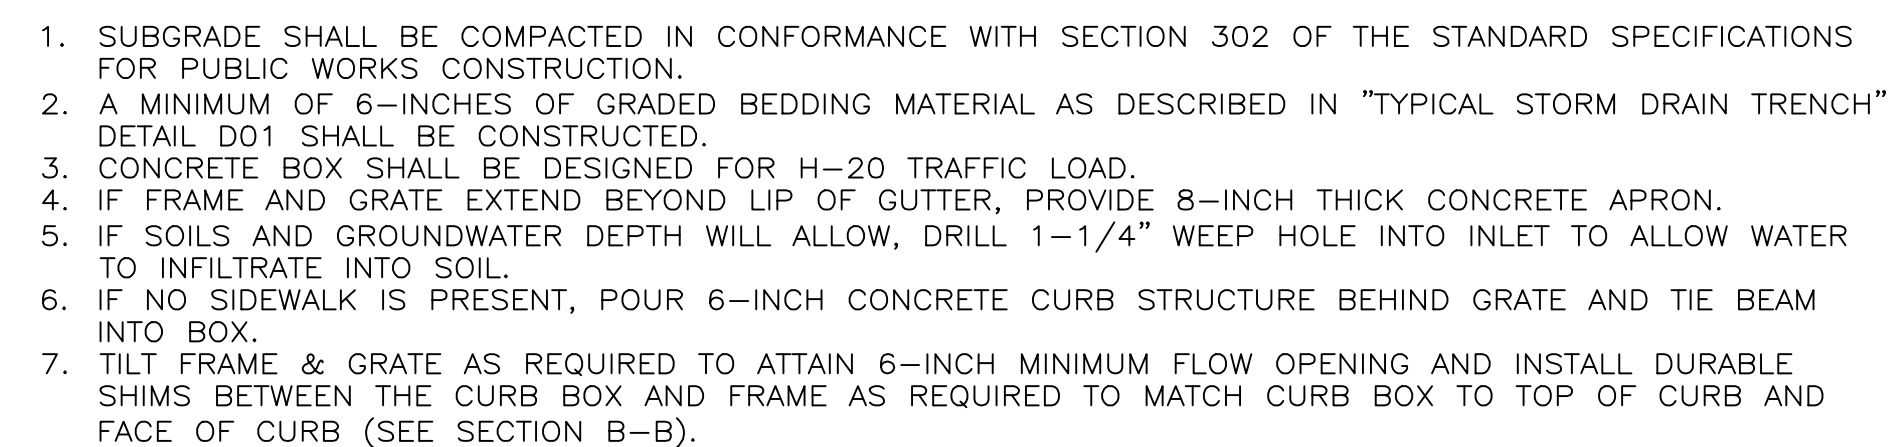 1. SUBGRADE SHALL BE COMPACTED IN CONFORMANCE WITH SECTION 302 OF THE STANDARD SPECIFICATIONS
FOR PUBLIC WORKS CONSTRUCTION.
2. A MINIMUM OF 6-INCHES OF GRADED BEDDING MATERIAL AS DESCRIBED IN "TYPICAL STORM DRAIN TRENCH"
DETAIL D01 SHALL BE CONSTRUCTED.
3. CONCRETE BOX SHALL BE DESIGNED FOR H-20 TRAFFIC LOAD.
4. IF FRAME AND GRATE EXTEND BEYOND LIP OF GUTTER, PROVIDE 8-INCH THICK CONCRETE APRON.
5. IF SOILS AND GROUNDWATER DEPTH WILL ALLOW, DRILL 1-1/4" WEEP HOLE INTO INLET TO ALLOW WATER
TO INFILTRATE INTO SOIL.
6. IF NO SIDEWALK IS PRESENT, POUR 6-INCH CONCRETE CURB STRUCTURE BEHIND GRATE AND TIE BEAM
INTO BOX.
7. TILT FRAME & GRATE AS REQUIRED TO ATTAIN 6-INCH MINIMUM FLOW OPENING AND INSTALL DURABLE
SHIMS BETWEEN THE CURB BOX AND FRAME AS REQUIRED TO MATCH CURB BOX TO TOP OF CURB AND
FACE OF CURB (SEE SECTION B-B).